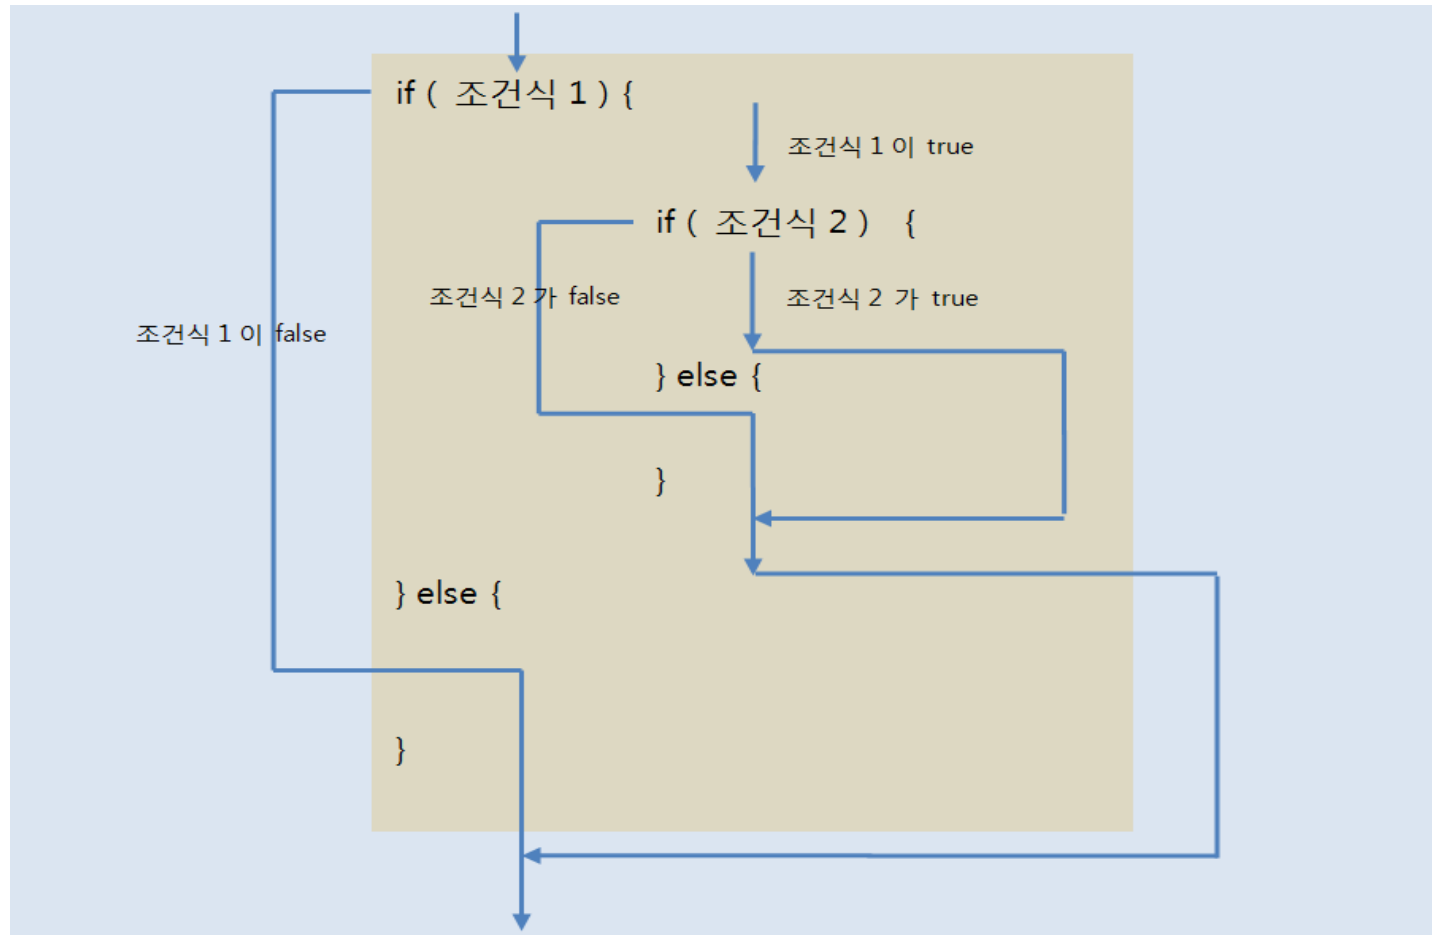 if ( 조건식 1 ) {
조건식 1 이 true
if ( 조건식 2 ) {
조건식 2 가 false
조건식 2 가 true
조건식 1 이 false
} else {
}
} else {
}